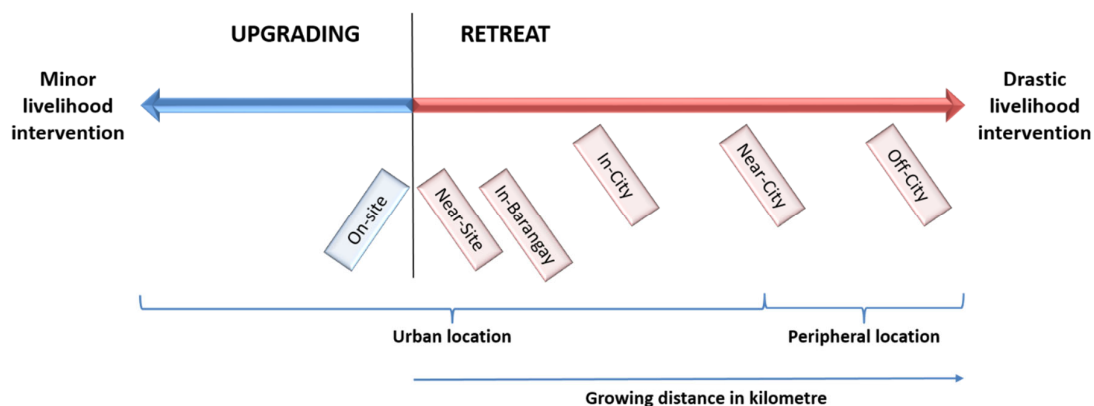 UPGRADING
RETREAT
Minor
livelihood
intervention
Drastic
livelihood
intervention
On-site
Near-Site
In-Barangay
In-City
Near-City
Off-City
Urban location
Peripheral location
Growing distance in kilometre